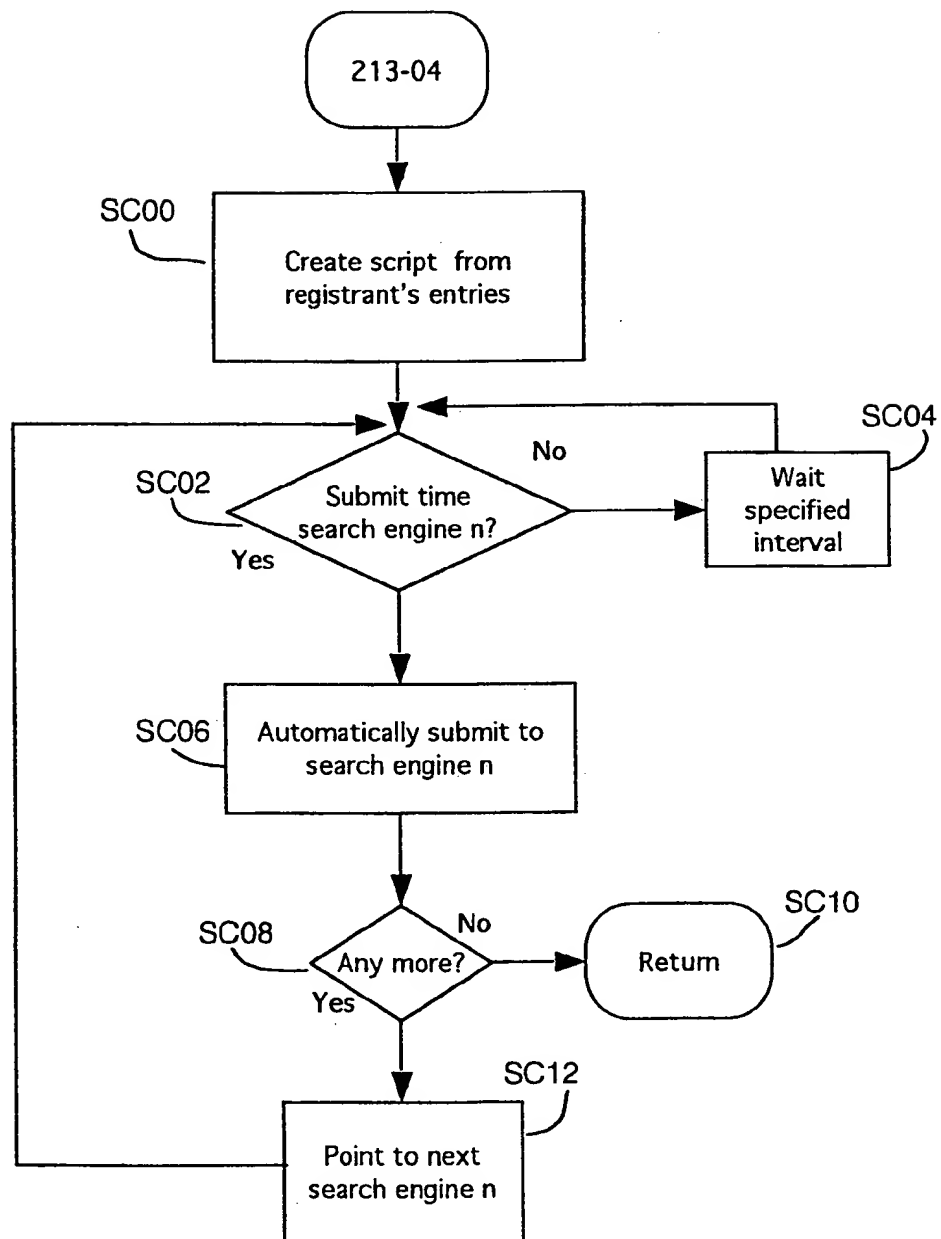 213-04
SC00
Create script from
registrant's entries
SC04
No
Wait
specified
interval
SC02
Submit time
search engine n?
Yes
SC06
Automatically submit to
search engine n
SC10
SC08
No
Any more?
Return
Yes
SC12
Point to next
search engine n